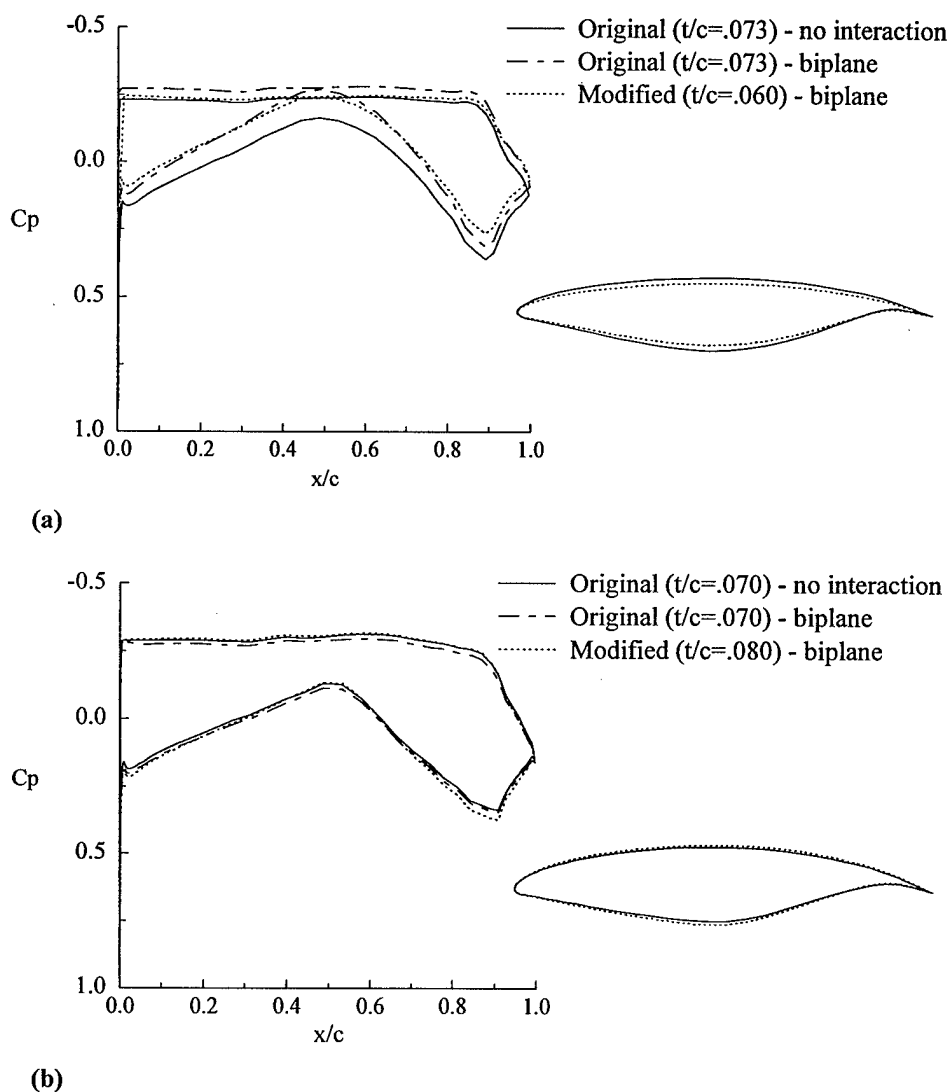 -0.5
0.0
0.5
1.0
Cp
0.0 0.2 0.4 0.6 0.8 1.0
x/c
Original (t/c=.073) - no interaction
Original (t/c=.073) - biplane
Modified (t/c=.060) - biplane
(a)
-0.5
0.0
0.5
1.0
Cp
0.0 0.2 0.4 0.6 0.8 1.0
x/c
Original (t/c=.070) - no interaction
Original (t/c=.070) - biplane
Modified (t/c=.080) - biplane
(b)